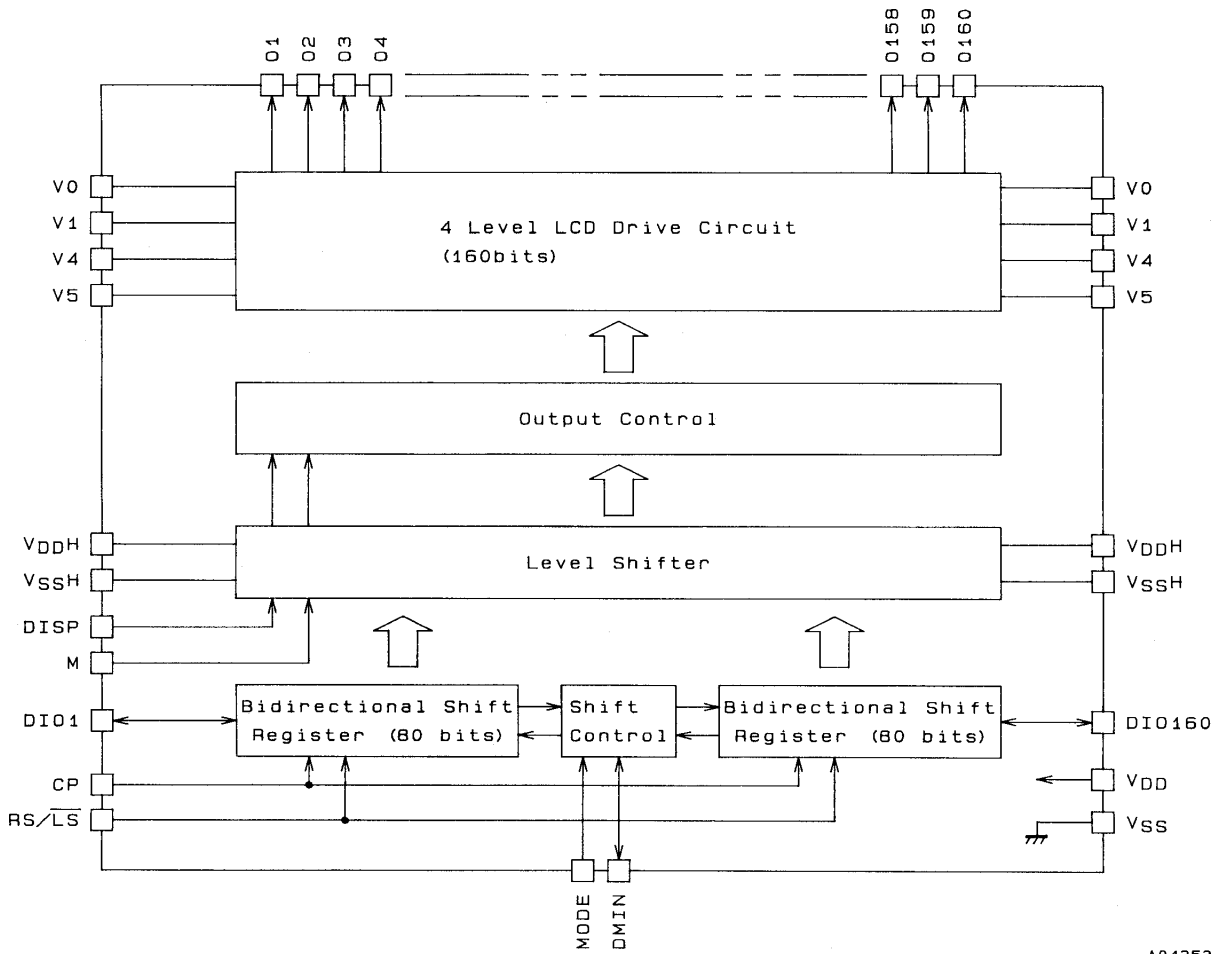 O1
O2
O3
O4
O158
O159
O160
V0
V0
V1
V1
4 Level LCD Drive Circuit
(160bits)
V4
V4
V5
V5
Output Control
VDDH
VDDH
Level Shifter
VSSH
VSSH
DISP
M
Bidirectional Shift
Register (80 bits)
Shift
Control
Bidirectional Shift
Register (80 bits)
DIO1
DIO160
CP
VDD
RS/LS
VSS
MODE
DMIN